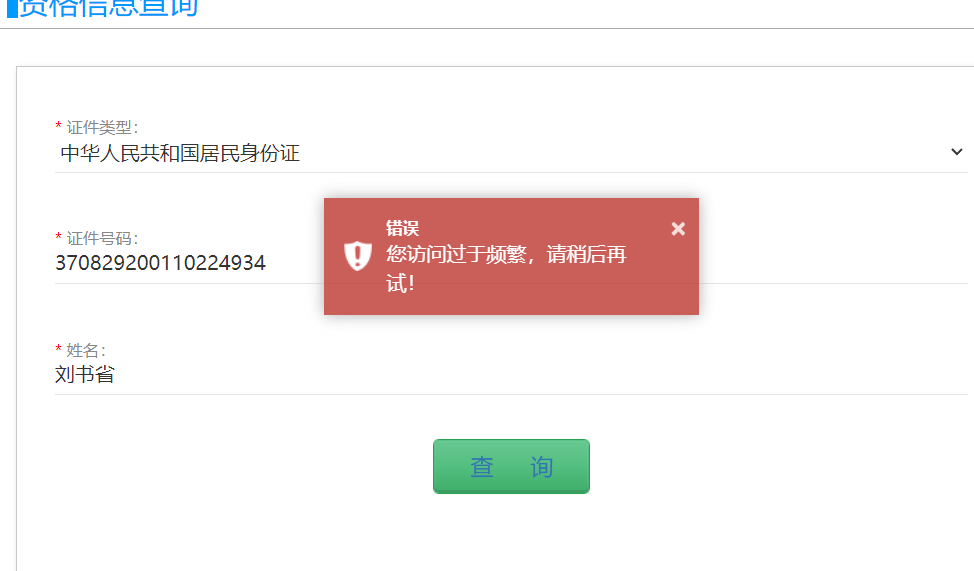 资格信息查询
* 证件类型：
中华人民共和国居民身份证
错误
* 证件号码：
您访问过于频繁，请稍后再
370829200110224934
试！
* 姓名：
刘书省
查 询